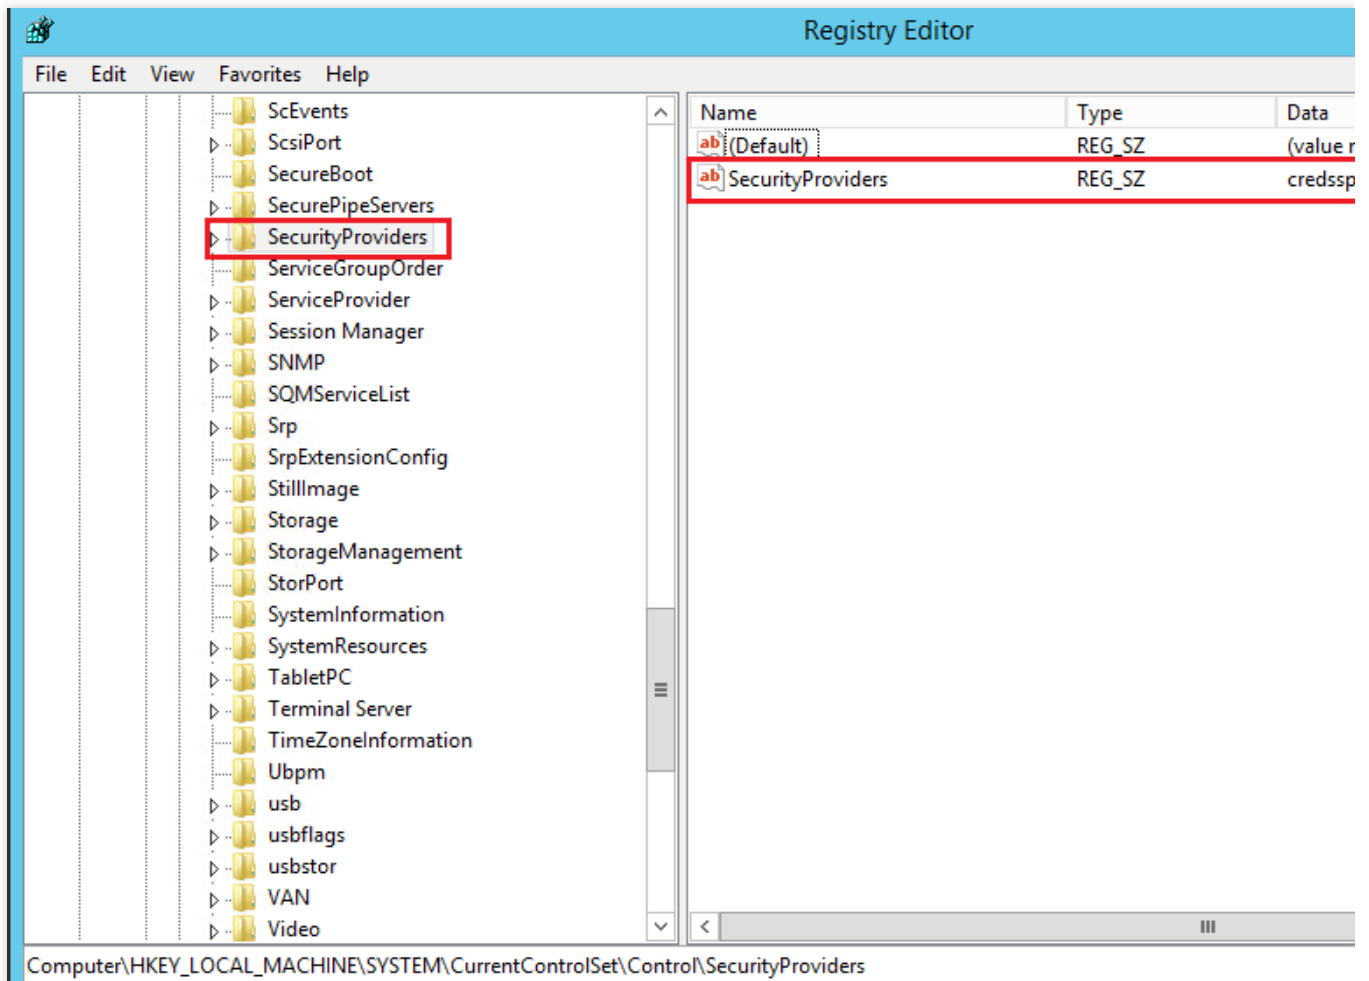 Registry Editor
File Edit View Favorites Help
ScEvents
ScsiPort
SecureBoot
SecurePipeServers
SecurityProviders
ServiceGroupOrder
ServiceProvider
Session Manager
SNMP
SQMServiceList
Srp
SrpExtensionConfig
StillImage
Storage
StorageManagement
StorPort
SystemInformation
SystemResources
TabletPC
Terminal Server
TimeZoneInformation
Ubpm
usb
usbflags
usbstor
VAN
Video
Name Type Data
ab (Default) REG_SZ (value
ab SecurityProviders REG_SZ credssp
Computer\HKEY_LOCAL_MACHINE\SYSTEM\CurrentControlSet\Control\SecurityProviders